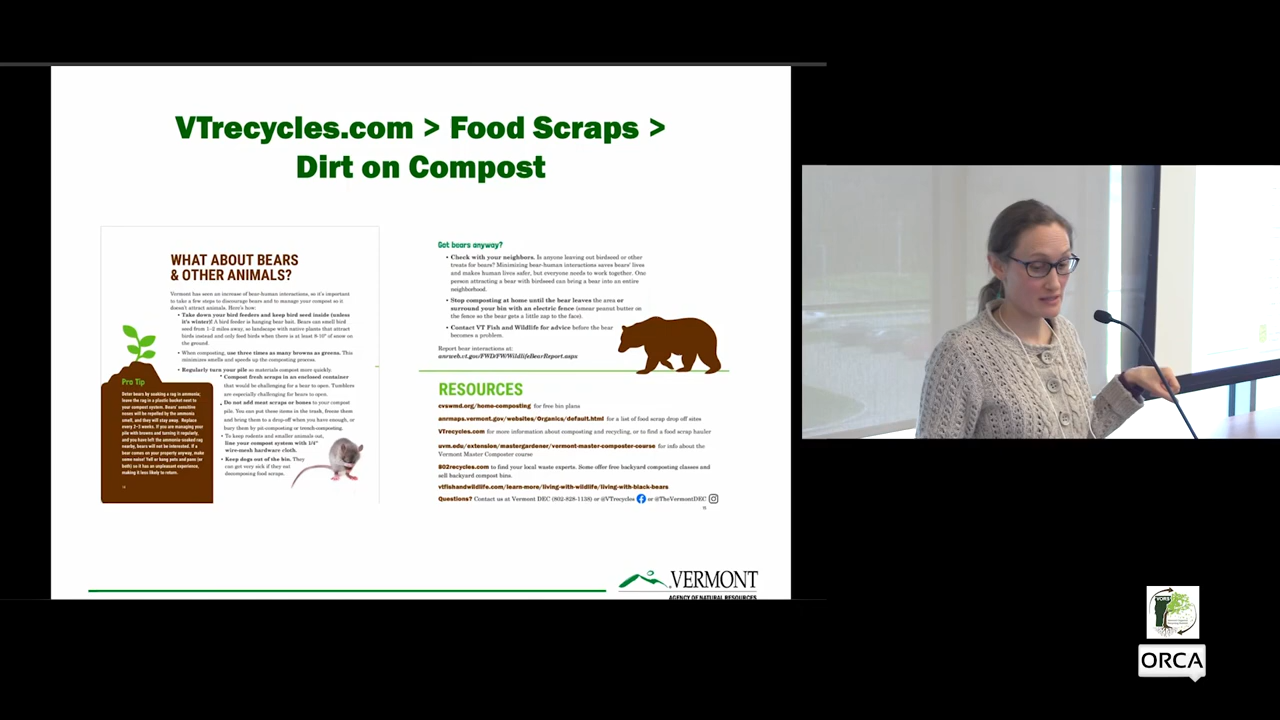 VTrecycles.com > Food Scraps >
Dirt on Compost
WHAT ABOUT BEARS
& OTHER ANIMALS?
Vermont has seen an increase of bear-human interactions, so it's important
to take a few steps to discourage bears and to manage your compost so it
doesn't attract animals. Here's how:
• Take down your bird feeders and keep bird seed inside (unless
it's winter)! A bird feeder is hanging bear bait. Bears can smell bird
seed from 1–2 miles away, so landscape with native plants that attract
birds instead and only feed birds when there is at least 8-10" of snow on
the ground.
• When composting, use three times as many browns as greens. This
minimizes smells and speeds up the composting process.
• Regularly turn your pile so materials compost more quickly.
• Compost fresh scraps in an enclosed container
that would be challenging for a bear to open. Tumblers
are especially challenging for bears to open.
• Do not add meat scraps or bones to your compost
pile. You can put these items in the trash, freeze them
and bring them to a drop-off when you have enough, or
bury them by pit-composting or trench-composting.
• To keep rodents and smaller animals out,
line your compost system with 1/4"
wire-mesh hardware cloth.
• Keep dogs out of the bin. They
can get very sick if they eat
decomposing food scraps.
Pro Tip
Deter bears by soaking a rag in ammonia;
leave the rag in a plastic basket next to
your compost system. Bears' sensitive
noses will be repelled by the ammonia
smell, and they will stay away. Replace
every 2–3 weeks. If you are managing your
pile with browns and turning it regularly,
and you have left the ammonia-soaked rag
nearby, bears will not be interested. If a
bear comes on your property anyway, make
some noise! Yell or bang pots and pans (or
both) so it has an unpleasant experience,
making it less likely to return.
Got bears anyway?
• Check with your neighbors. Is anyone leaving out birdseed or other
treats for bears? Minimizing bear-human interactions saves bears' lives
and makes human lives safer, but everyone needs to work together. One
person attracting a bear with birdseed can bring a bear into an entire
neighborhood.
• Stop composting at home until the bear leaves the area or
surround your bin with an electric fence (smear peanut butter on
the fence so the bear gets a little zap to the face).
• Contact VT Fish and Wildlife for advice before the bear
becomes a problem.
Report bear interactions at:
anrweb.vt.gov/FWD/FW/WildlifeBearReport.aspx
RESOURCES
cvswmd.org/home-composting for free bin plans
anrmaps.vermont.gov/websites/Organics/default.html for a list of food scrap drop off sites
VTrecycles.com for more information about composting and recycling, or to find a food scrap hauler
uvm.edu/extension/mastergardener/vermont-master-composter-course for info about the
Vermont Master Composter course
802recycles.com to find your local waste experts. Some offer free backyard composting classes and
sell backyard compost bins.
vtfishandwildlife.com/learn-more/living-with-wildlife/living-with-black-bears
Questions? Contact us at Vermont DEC (802-828-1138) or @VTrecycles or @TheVermontDEC
VERMONT
AGENCY OF NATURAL RESOURCES
ORCA